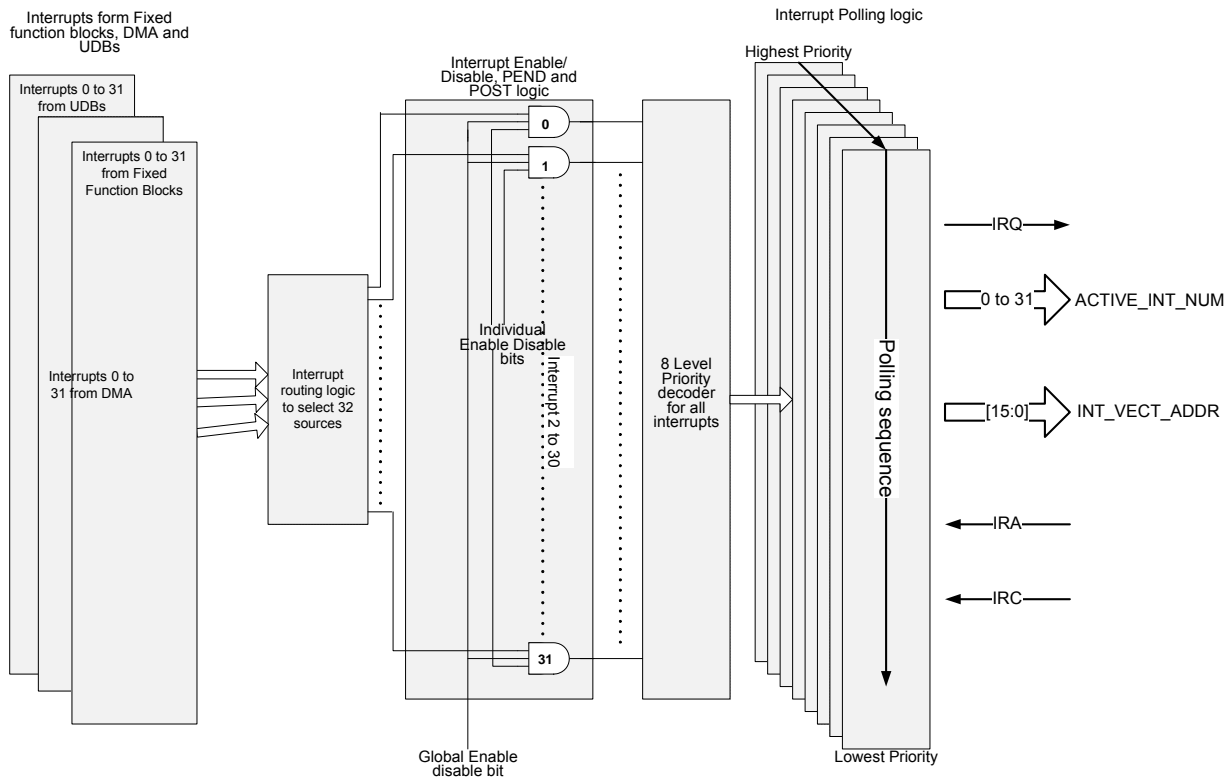 Interrupts form Fixed
function blocks, DMA and
UDBs
Interrupts 0 to 31
from UDBs
Interrupts 0 to 31
from Fixed
Function Blocks
Interrupts 0 to
31 from DMA
Interrupt
routing logic
to select 32
sources
Interrupt Enable/
Disable, PEND and
POST logic
0
1
Individual
Enable Disable
bits
Interrupt 2 to 30
31
Global Enable
disable bit
8 Level
Priority
decoder
for all
interrupts
Interrupt Polling logic
Highest Priority
Polling sequence
Lowest Priority
IRQ
0 to 31
ACTIVE_INT_NUM
[15:0]
INT_VECT_ADDR
IRA
IRC